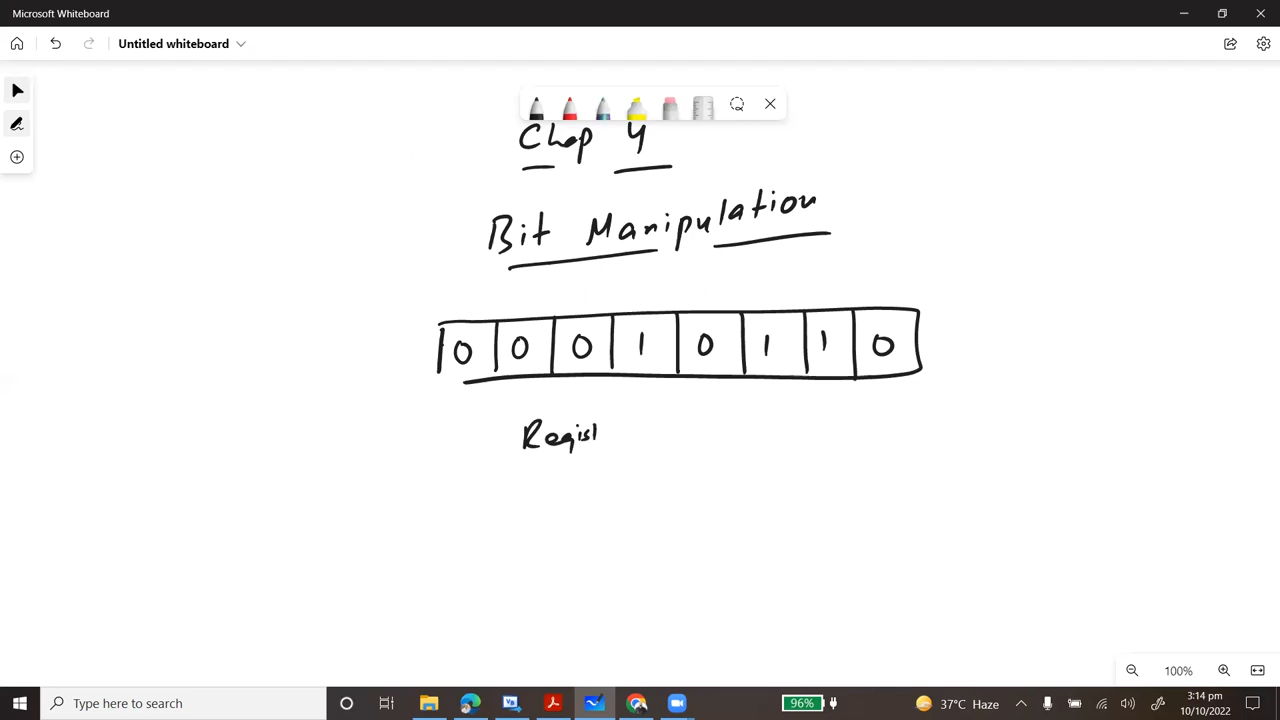 Microsoft Whiteboard
Untitled whiteboard
Chap 4
Bit Manipulation
0 0 0 1 0 1 1 0
Regist
100%
Type here to search
96%
37°C Haze
3:14 pm
10/10/2022